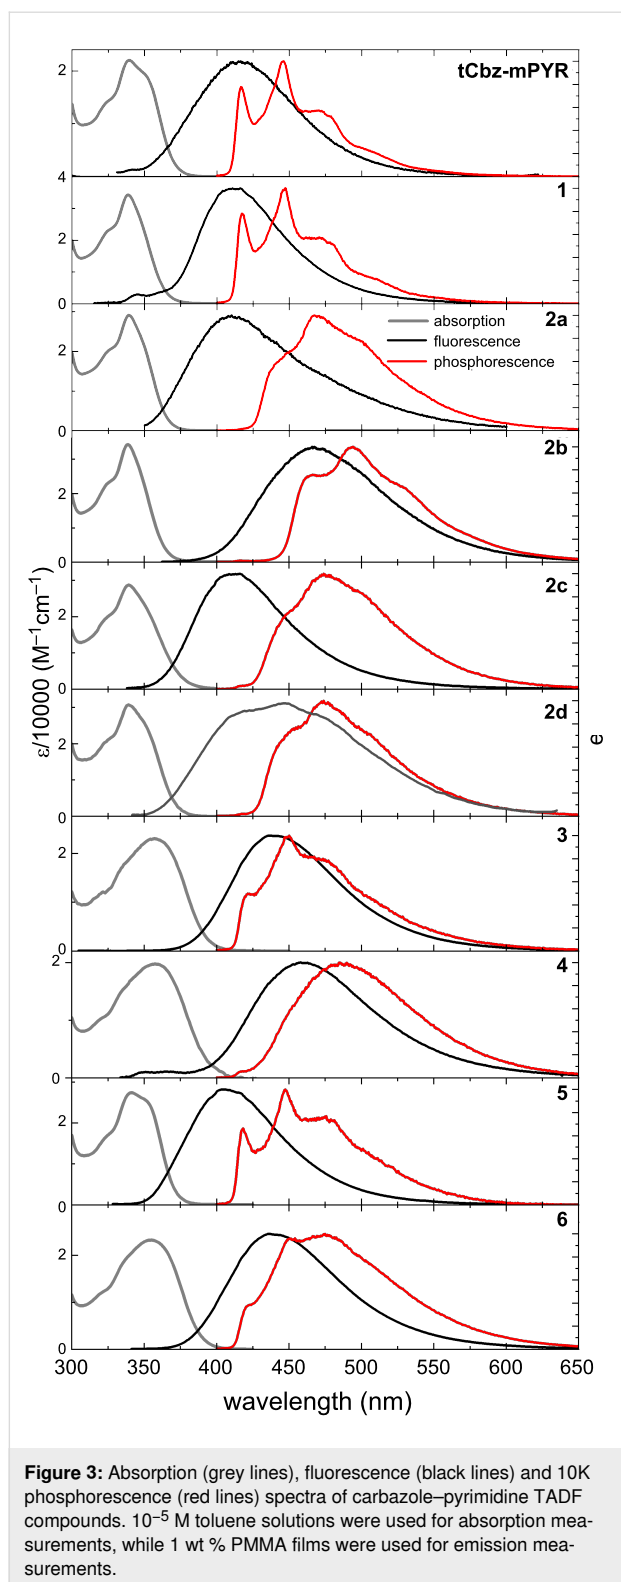 tCbz-mPYR
2
4
1
2
0
absorption
2a
fluorescence
phosphorescence
2
0
2b
2
0
2c
2
0
2d
2
0
3
2
0
2
4
0
5
2
0
6
2
0
300 350 400 450 500 550 600 650
wavelength (nm)
ε/10000 (M−1cm−1)
e
Figure 3: Absorption (grey lines), fluorescence (black lines) and 10K
phosphorescence (red lines) spectra of carbazole–pyrimidine TADF
compounds. 10−5 M toluene solutions were used for absorption mea-
surements, while 1 wt % PMMA films were used for emission mea-
surements.